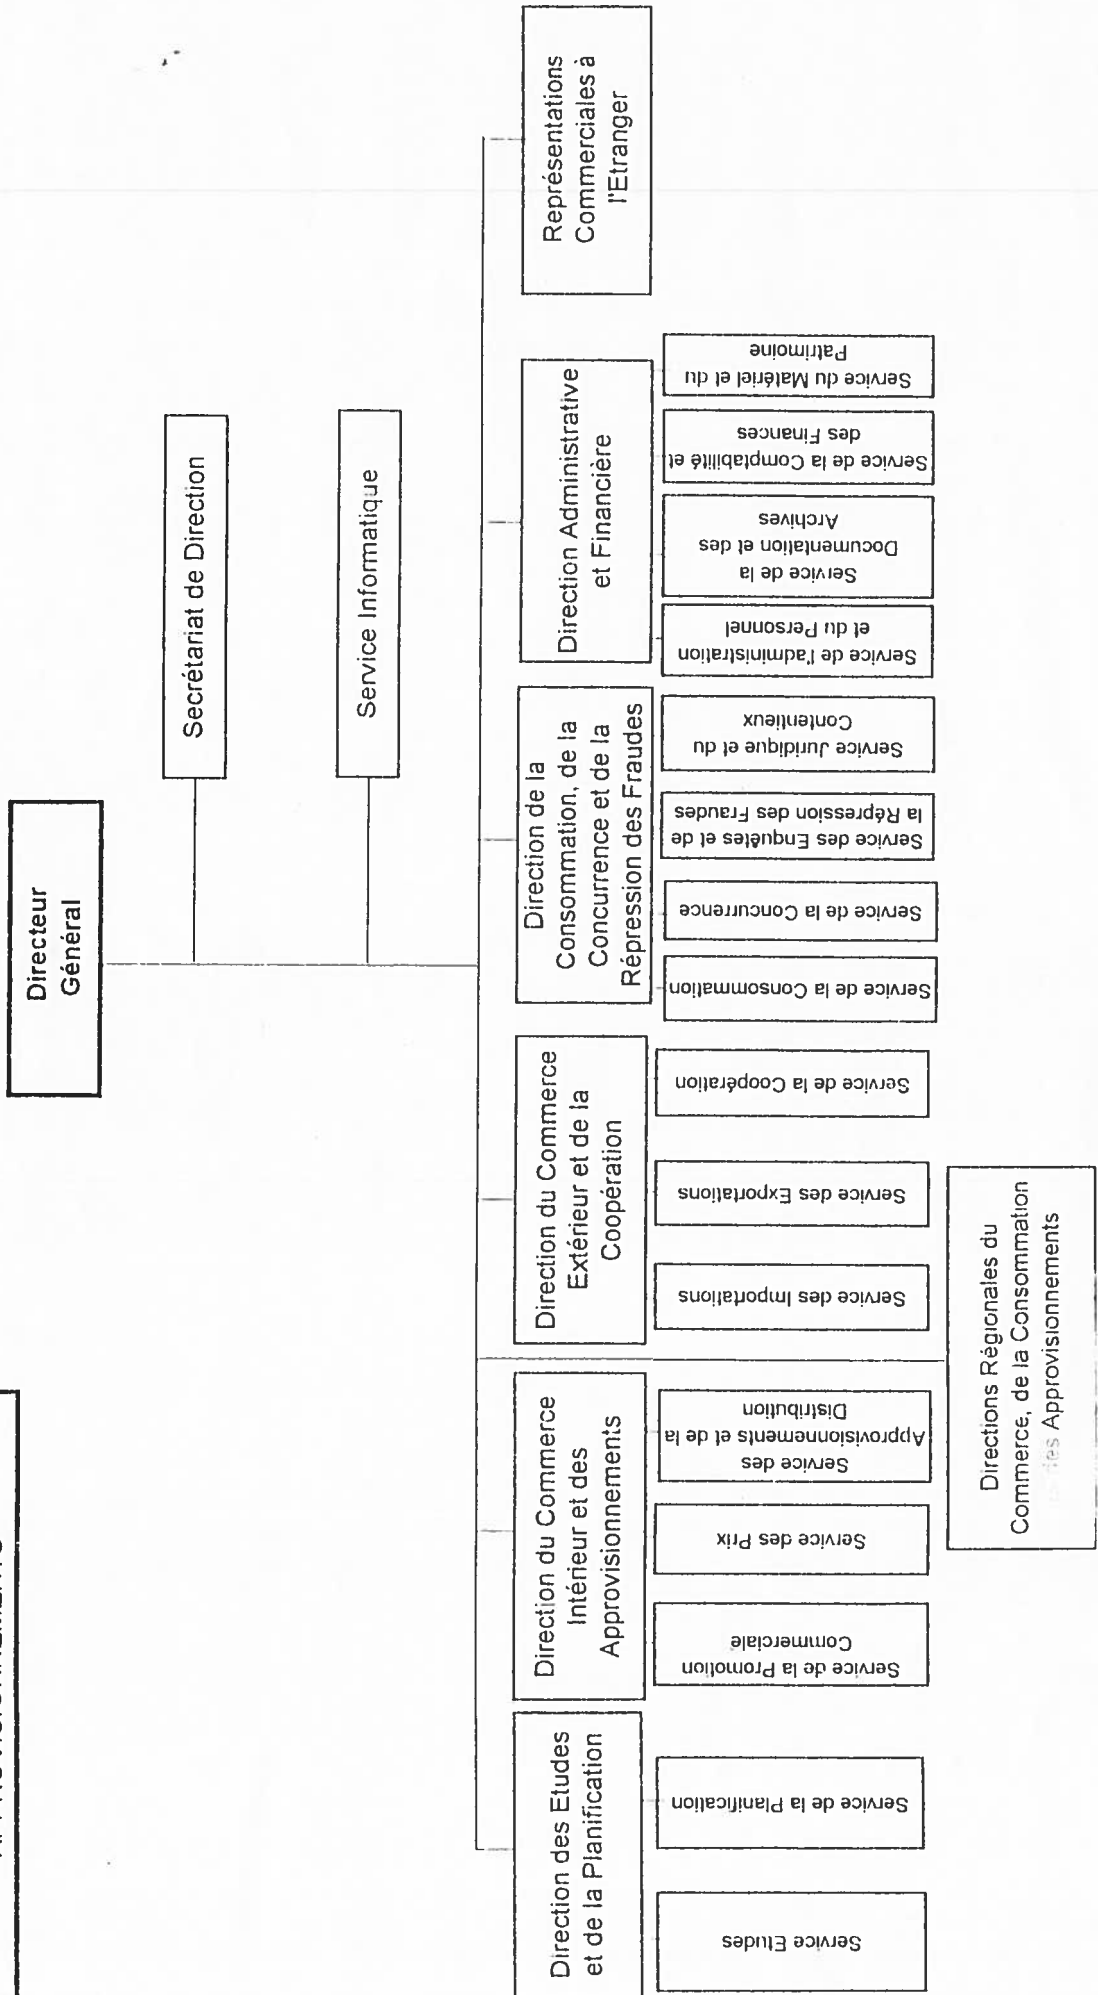 APPROVISIONNEMENTS
Directeur
Général
Secrétariat de Direction
Service Informatique
Direction des Etudes
et de la Planification
Direction du Commerce
Intérieur et des
Approvisionnements
Direction du Commerce
Extérieur et de la
Coopération
Direction de la
Consommation, de la
Concurrence et de la
Répression des Fraudes
Direction Administrative
et Financière
Représentations
Commerciales à
l'Etranger
Service Etudes
Service de la Planification
Service de la Promotion
Commerciale
Service des Prix
Service des
Approvisionnements et de la
Distribution
Service des Importations
Service des Exportations
Service de la Coopération
Service de la Consommation
Service de la Concurrence
Service des Enquêtes et de
la Répression des Fraudes
Service Juridique et du
Contentieux
Service de l'administration
et du Personnel
Service de la
Documentation et des
Archives
Service de la Comptabilité et
des Finances
Service du Matériel et du
Patrimoine
Directions Régionales du
Commerce, de la Consommation
des Approvisionnements